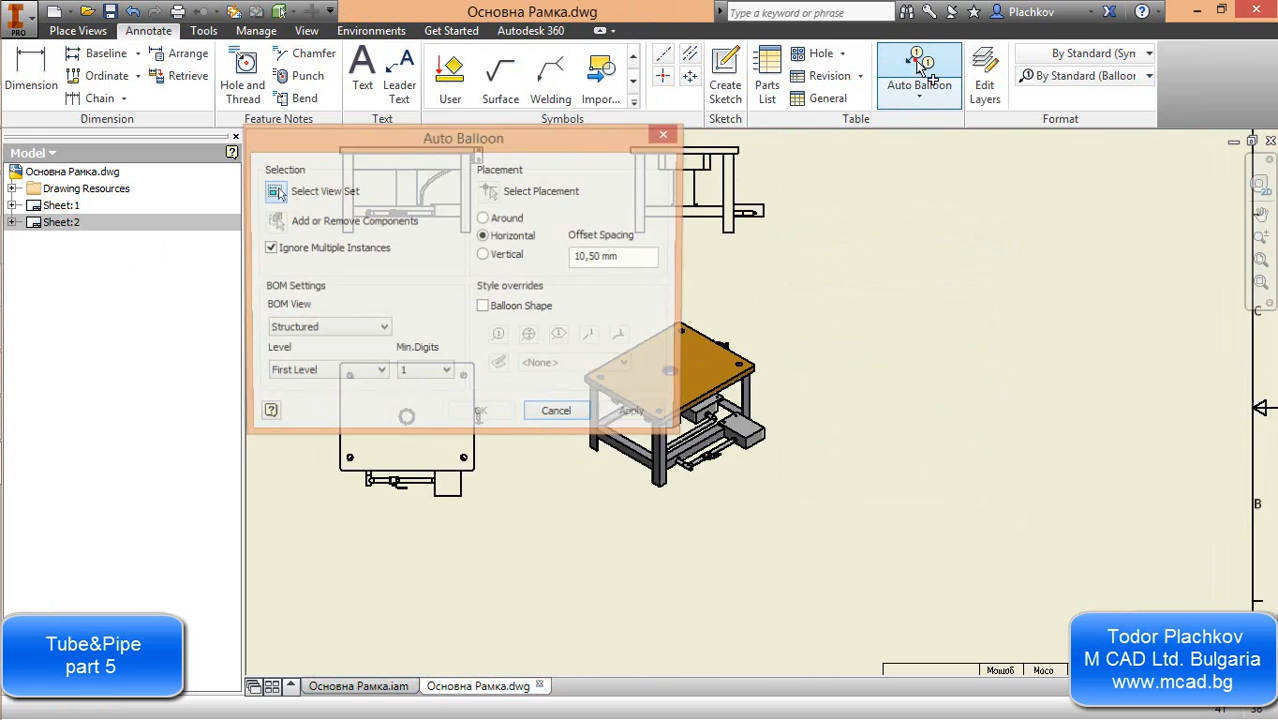 Основна Рамка.dwg
Type a keyword or phrase
Plachkov
PRO
Place Views
Annotate
Tools
Manage
View
Environments
Get Started
Autodesk 360
Dimension
Baseline
Ordinate
Chain
Arrange
Retrieve
Dimension
Hole and
Thread
Chamfer
Punch
Bend
Feature Notes
Text
Leader
Text
Text
User
Surface
Welding
Impor...
Symbols
Create
Sketch
Sketch
Parts
List
Hole
Revision
General
Table
Auto Balloon
Edit
Layers
By Standard (Syn
By Standard (Balloor
Format
Model
Основна Рамка.dwg
Drawing Resources
Sheet:1
Sheet:2
Auto Balloon
Selection
Select View Set
Add or Remove Components
Ignore Multiple Instances
Placement
Select Placement
Around
Horizontal
Vertical
Offset Spacing
10,50 mm
BOM Settings
BOM View
Structured
Level
First Level
Min.Digits
1
Style overrides
Balloon Shape
<None>
OK
Cancel
Apply
2D
C
B
Мошоб
Масо
Tube&Pipe
part 5
Todor Plachkov
M CAD Ltd. Bulgaria
www.mcad.bg
Основна Рамка.iam
Основна Рамка.dwg